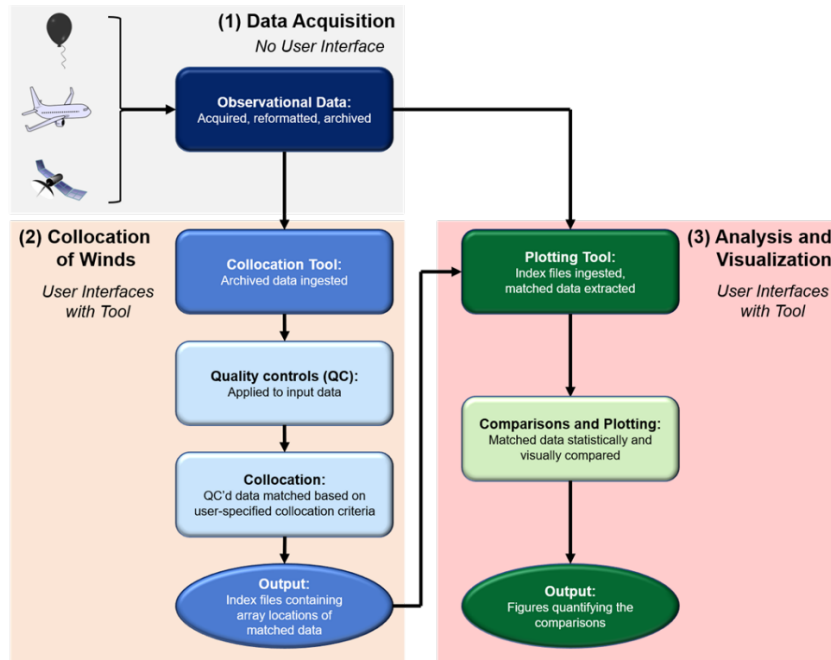 (1) Data Acquisition
No User Interface
Observational Data:
Acquired, reformatted, archived
(2) Collocation
of Winds
User Interfaces
with Tool
Collocation Tool:
Archived data ingested
Quality controls (QC):
Applied to input data
Collocation:
QC'd data matched based on
user-specified collocation criteria
Output:
Index files containing
array locations of
matched data
(3) Analysis and
Visualization
User Interfaces
with Tool
Plotting Tool:
Index files ingested,
matched data extracted
Comparisons and Plotting:
Matched data statistically and
visually compared
Output:
Figures quantifying the
comparisons